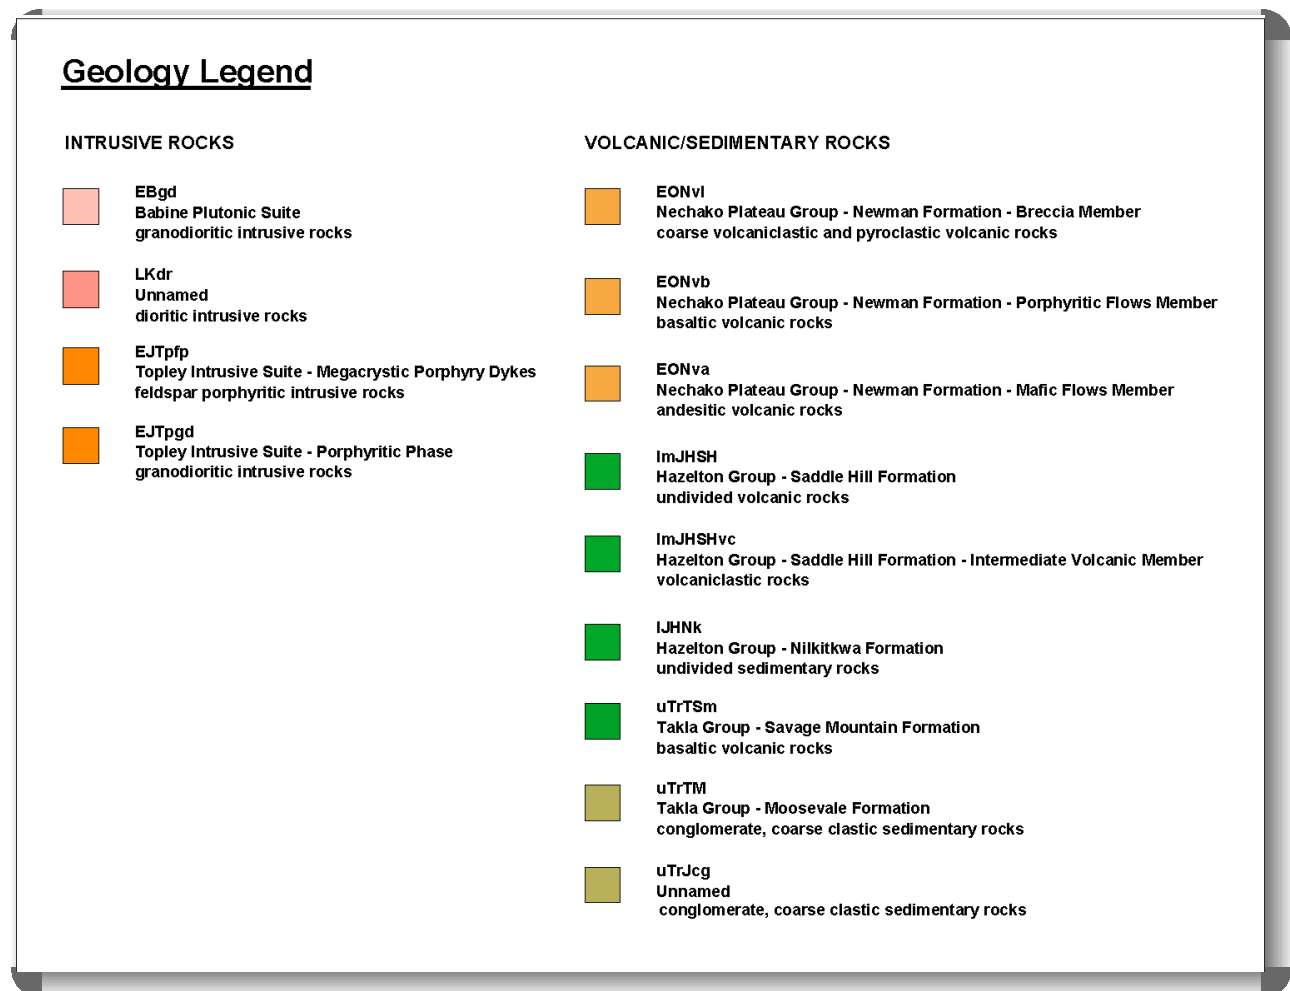 Geology Legend
INTRUSIVE ROCKS
EBgd
Babine Plutonic Suite
granodioritic intrusive rocks
LKdr
Unnamed
dioritic intrusive rocks
EJTpfp
Topley Intrusive Suite - Megacrystic Porphyry Dykes
feldspar porphyritic intrusive rocks
EJTpgd
Topley Intrusive Suite - Porphyritic Phase
granodioritic intrusive rocks
VOLCANIC/SEDIMENTARY ROCKS
EONvl
Nechako Plateau Group - Newman Formation - Breccia Member
coarse volcaniclastic and pyroclastic volcanic rocks
EONvb
Nechako Plateau Group - Newman Formation - Porphyritic Flows Member
basaltic volcanic rocks
EONva
Nechako Plateau Group - Newman Formation - Mafic Flows Member
andesitic volcanic rocks
lmJHSH
Hazelton Group - Saddle Hill Formation
undivided volcanic rocks
lmJHSHvc
Hazelton Group - Saddle Hill Formation - Intermediate Volcanic Member
volcaniclastic rocks
lJHNk
Hazelton Group - Nilkitkwa Formation
undivided sedimentary rocks
uTrTSm
Takla Group - Savage Mountain Formation
basaltic volcanic rocks
uTrTM
Takla Group - Moosevale Formation
conglomerate, coarse clastic sedimentary rocks
uTrJcg
Unnamed
conglomerate, coarse clastic sedimentary rocks